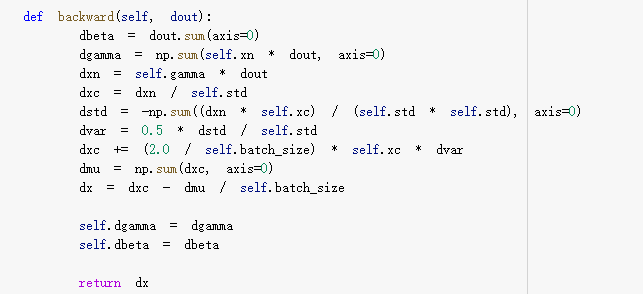 def backward(self, dout):
        dbeta = dout.sum(axis=0)
        dgamma = np.sum(self.xn * dout, axis=0)
        dxn = self.gamma * dout
        dxc = dxn / self.std
        dstd = -np.sum((dxn * self.xc) / (self.std * self.std), axis=0)
        dvar = 0.5 * dstd / self.std
        dxc += (2.0 / self.batch_size) * self.xc * dvar
        dmu = np.sum(dxc, axis=0)
        dx = dxc - dmu / self.batch_size

        self.dgamma = dgamma
        self.dbeta = dbeta

        return dx